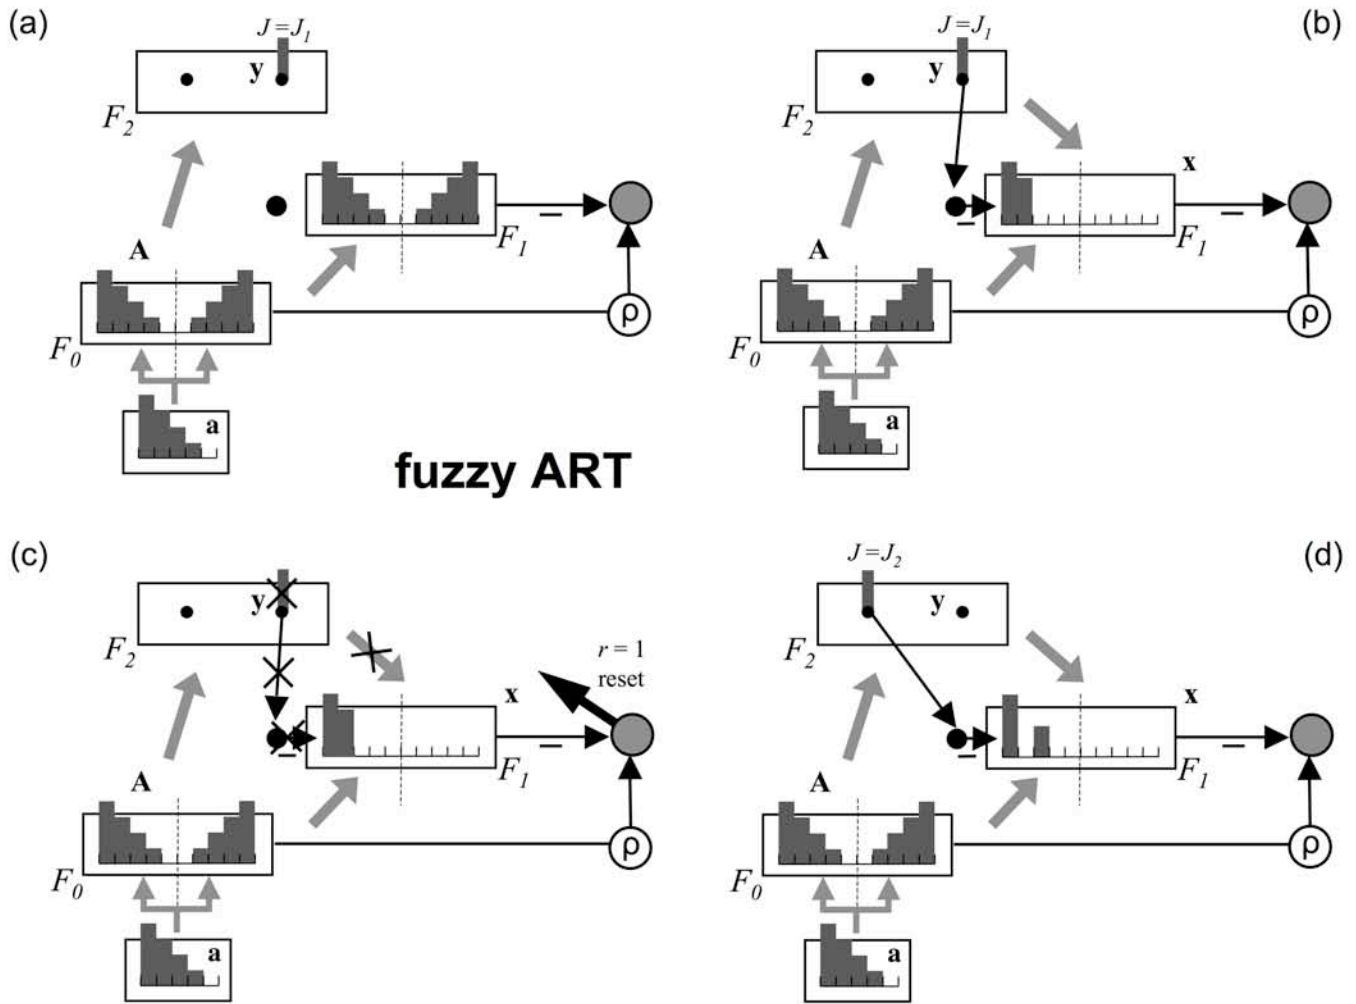 (a)
J = J₁
y
F₂
x
A
F₁
F₀
ρ
a
(b)
J = J₁
y
F₂
x
–
–
A
F₁
F₀
ρ
a
fuzzy ART
(c)
y
F₂
r = 1
reset
x
–
–
A
F₁
F₀
ρ
a
(d)
J = J₂
y
F₂
x
–
–
A
F₁
F₀
ρ
a